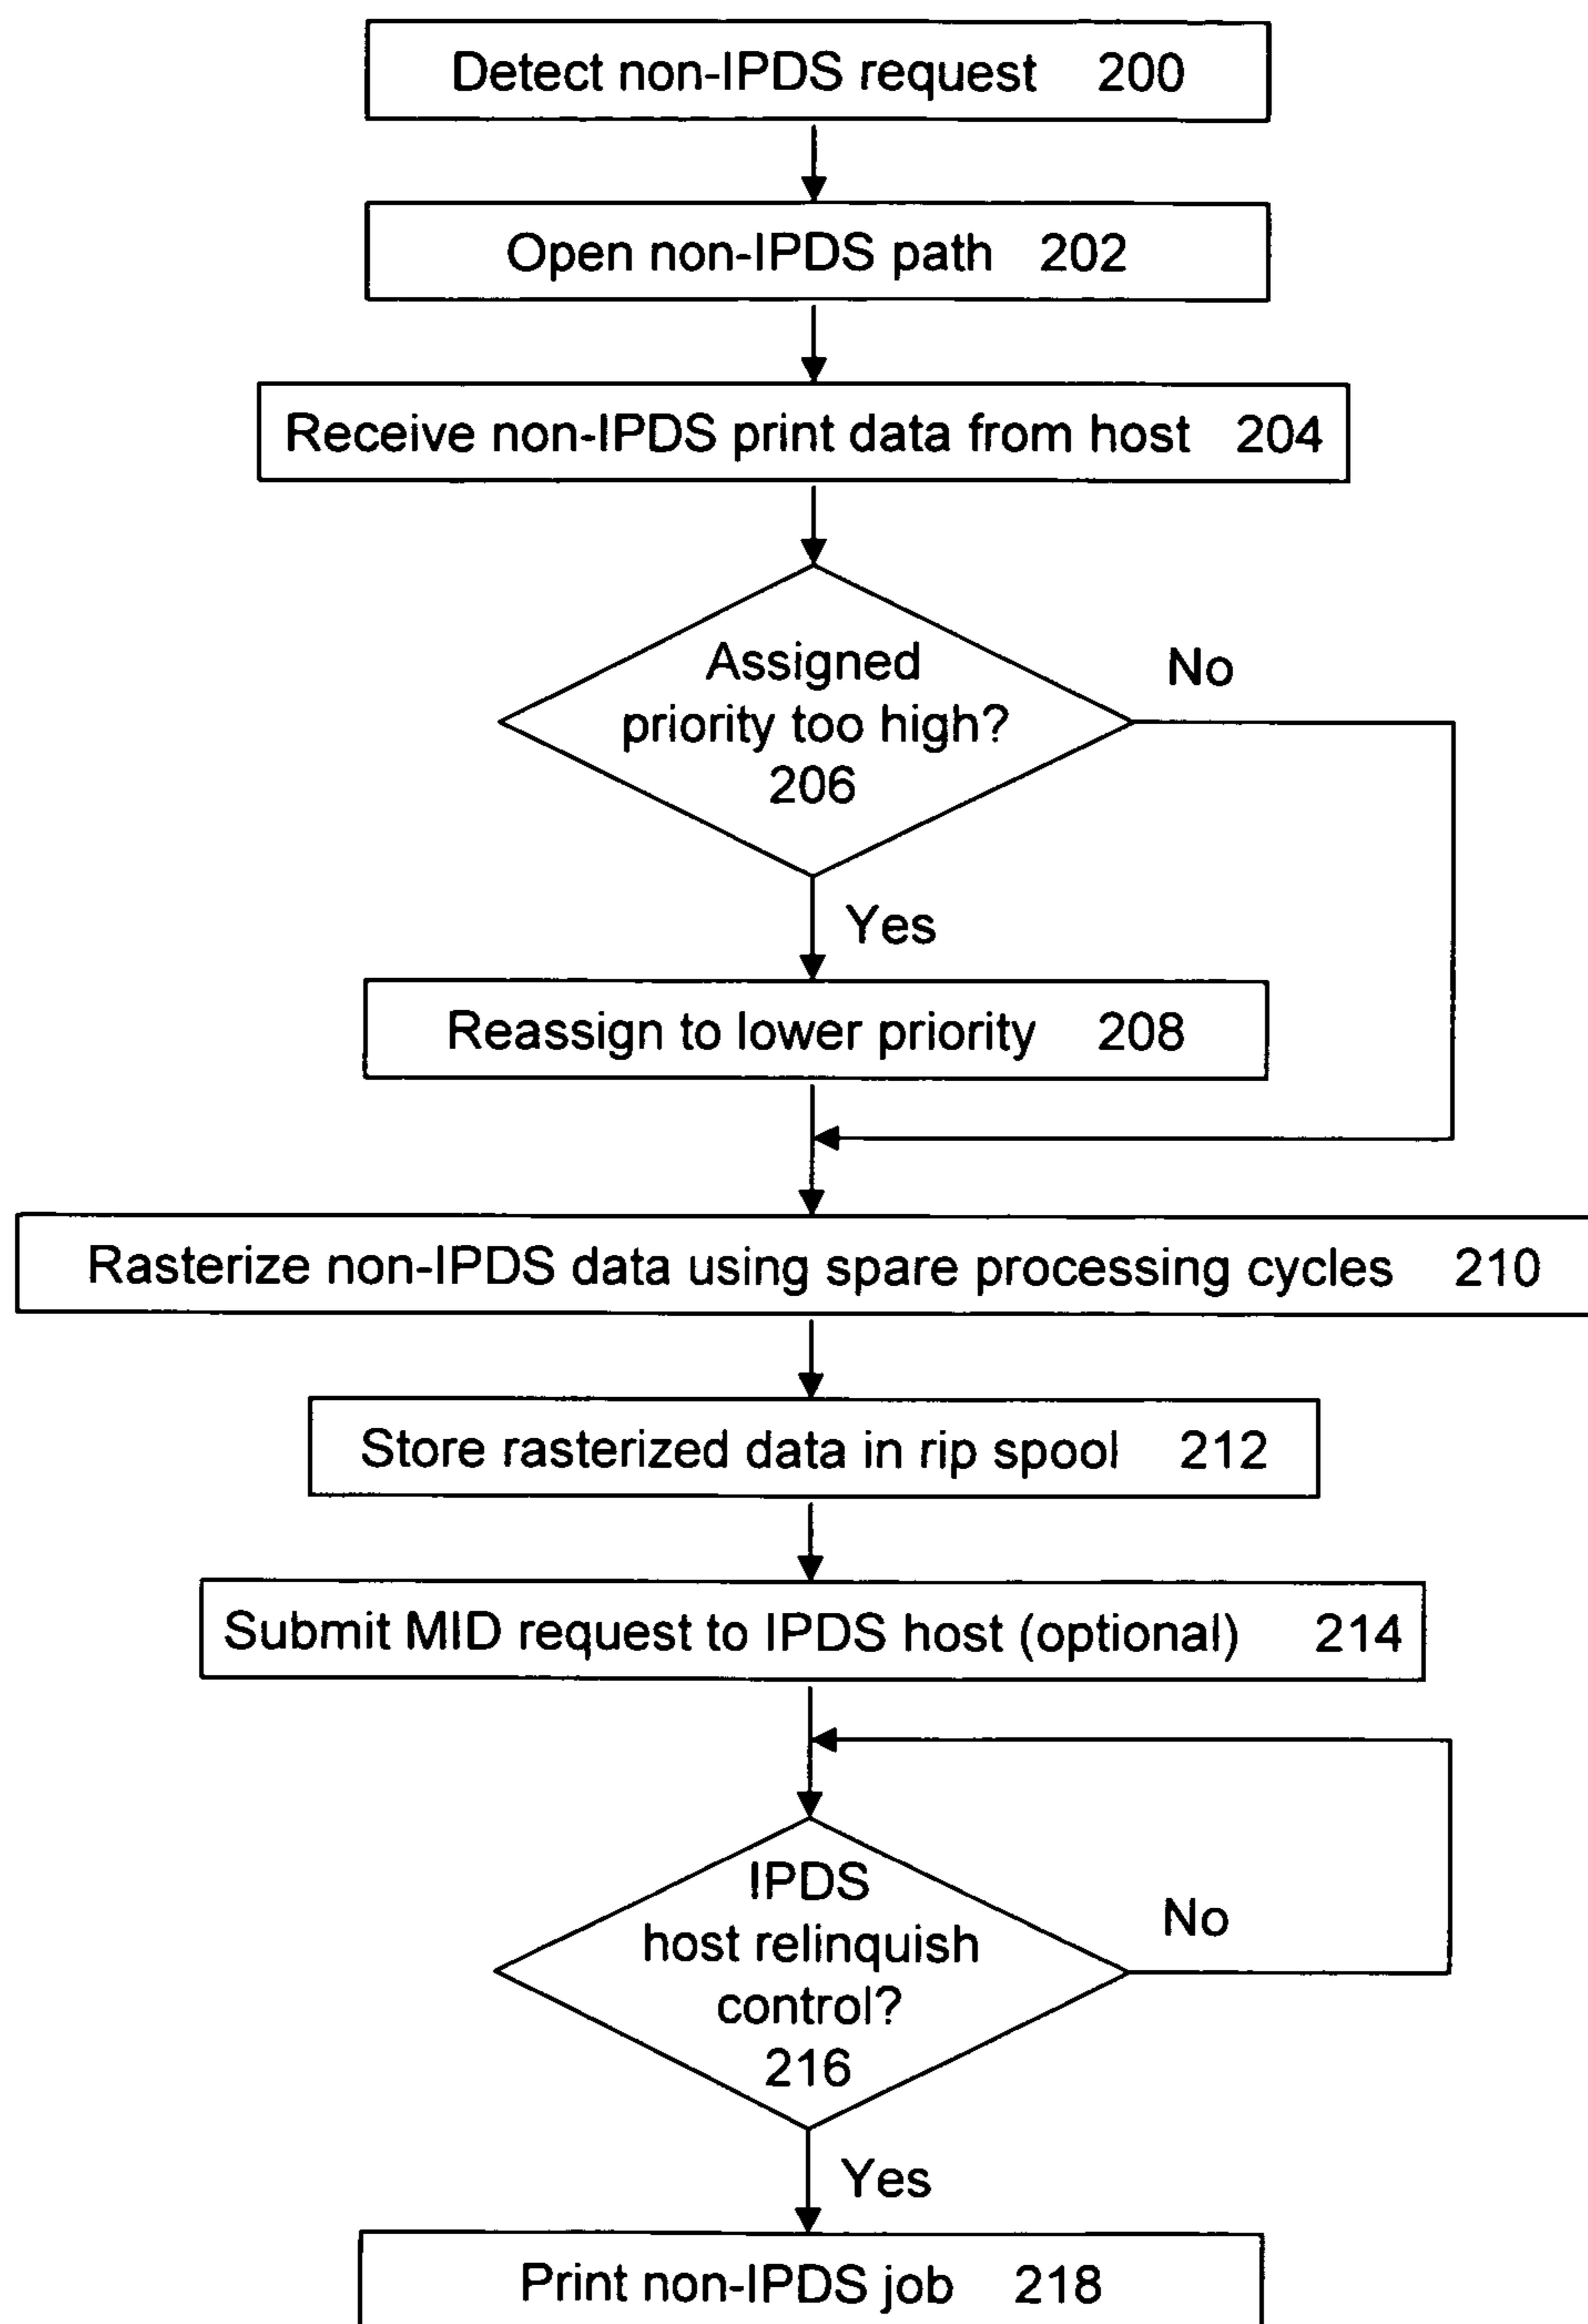 Detect non-IPDS request 200
Open non-IPDS path 202
Receive non-IPDS print data from host 204
Assigned
priority too high?
206
No
Yes
Reassign to lower priority 208
Rasterize non-IPDS data using spare processing cycles 210
Store rasterized data in rip spool 212
Submit MID request to IPDS host (optional) 214
IPDS
host relinquish
control?
216
No
Yes
Print non-IPDS job 218